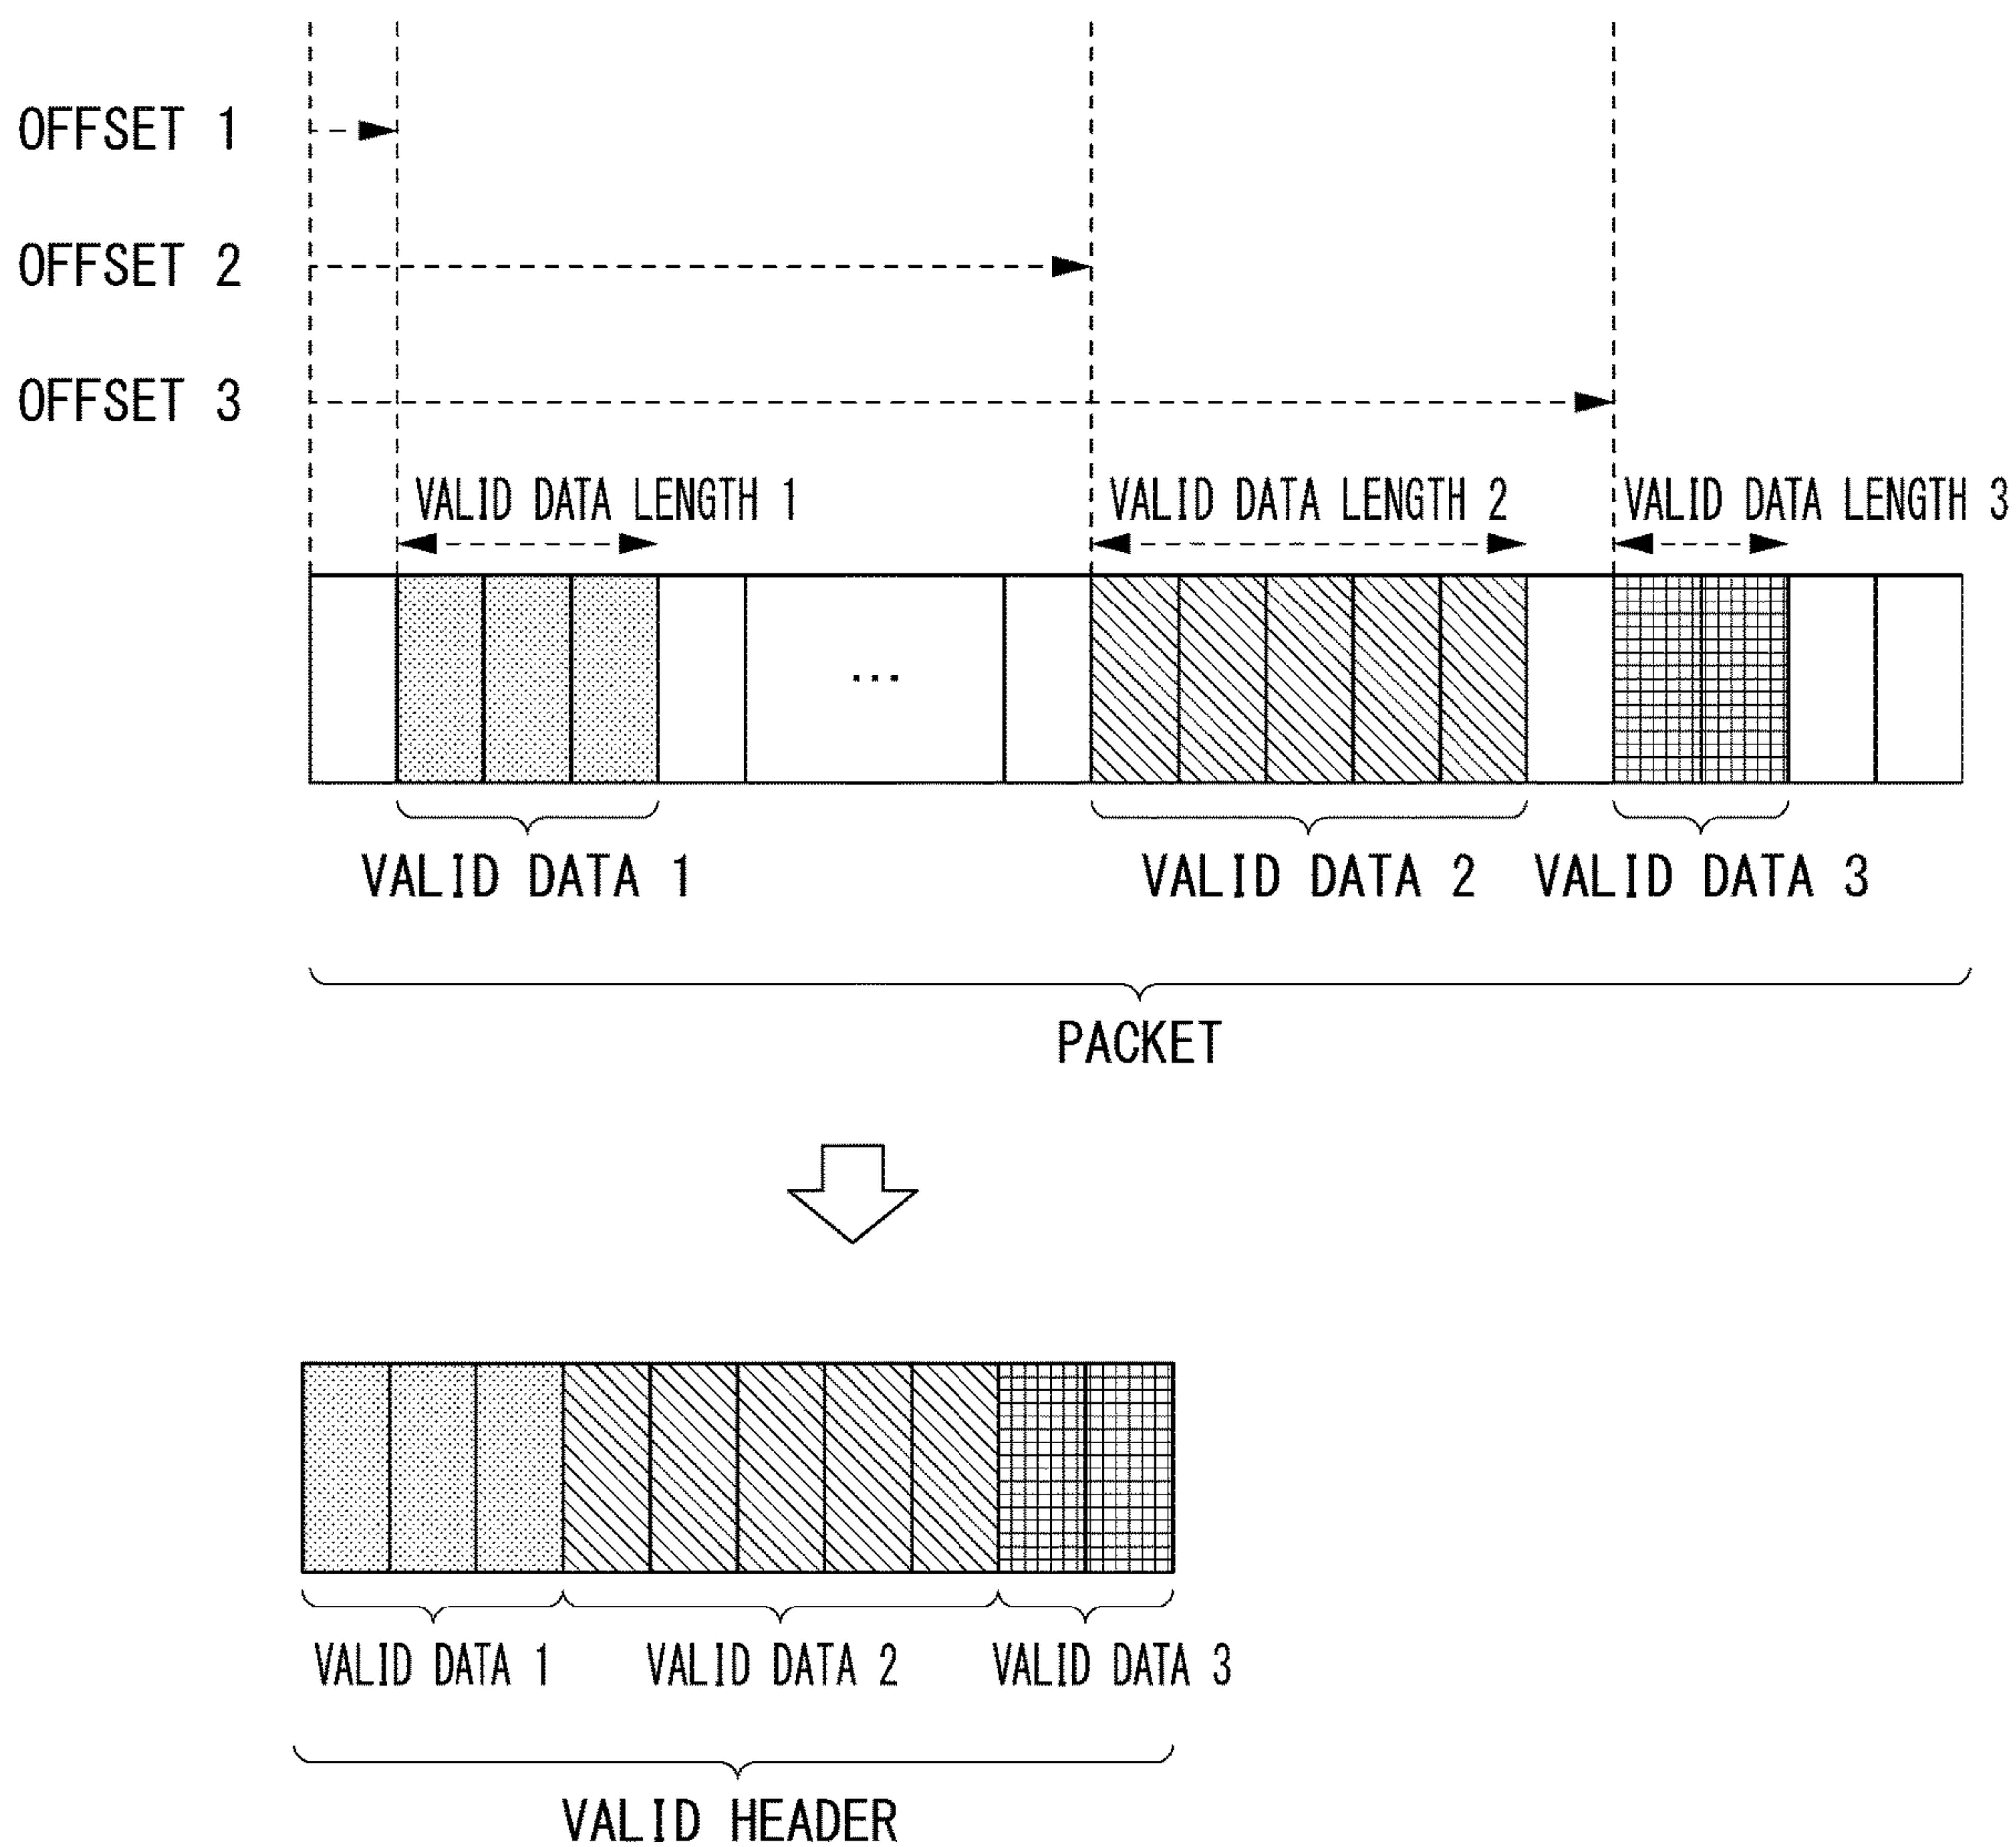 OFFSET 1
OFFSET 2
OFFSET 3
VALID DATA LENGTH 1 VALID DATA LENGTH 2 VALID DATA LENGTH 3
...
VALID DATA 1 VALID DATA 2 VALID DATA 3
PACKET
VALID DATA 1 VALID DATA 2 VALID DATA 3
VALID HEADER